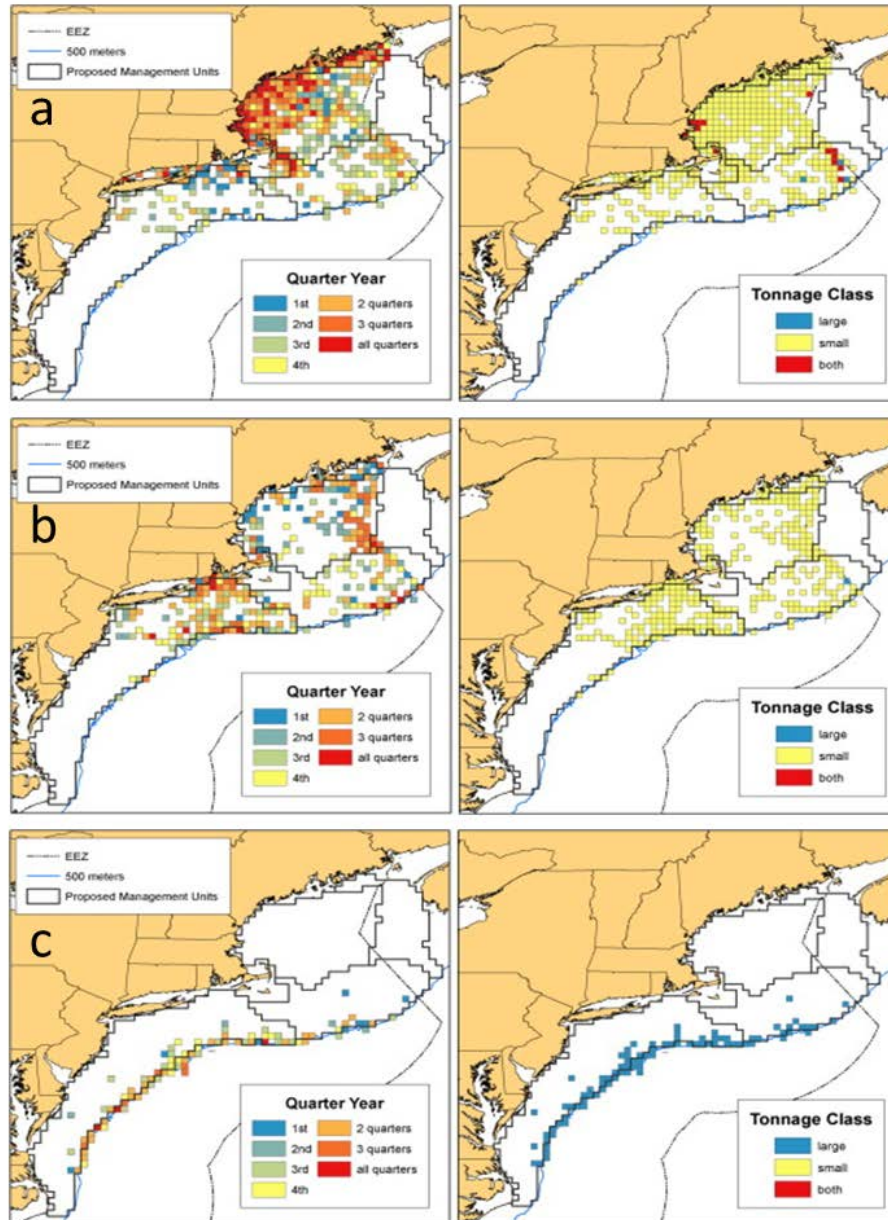 a
EEZ
500 meters
Proposed Management Units
Quarter Year
1st 2 quarters
2nd 3 quarters
3rd all quarters
4th
Tonnage Class
large
small
both
b
EEZ
500 meters
Proposed Management Units
Quarter Year
1st 2 quarters
2nd 3 quarters
3rd all quarters
4th
Tonnage Class
large
small
both
c
EEZ
500 meters
Proposed Management Units
Quarter Year
1st 2 quarters
2nd 3 quarters
3rd all quarters
4th
Tonnage Class
large
small
both